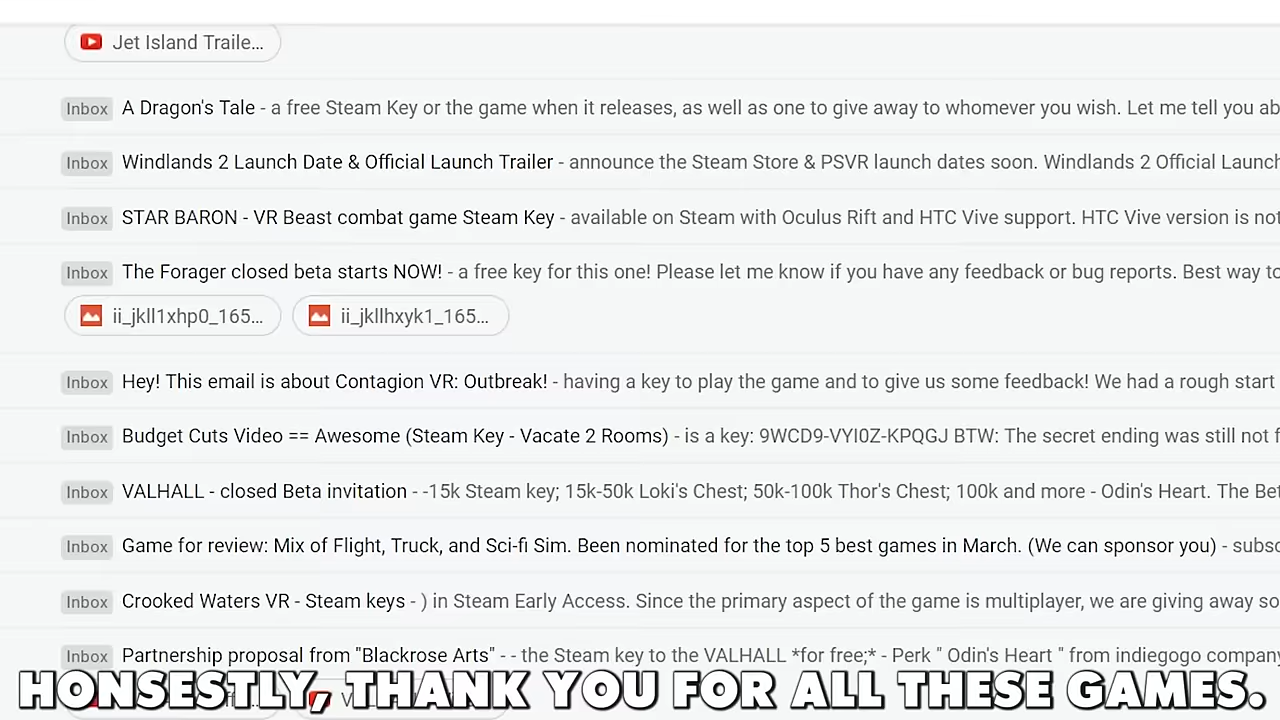 Jet Island Traile...
Inbox A Dragon's Tale - a free Steam Key or the game when it releases, as well as one to give away to whomever you wish. Let me tell you ab
Inbox Windlands 2 Launch Date & Official Launch Trailer - announce the Steam Store & PSVR launch dates soon. Windlands 2 Official Launch
Inbox STAR BARON - VR Beast combat game Steam Key - available on Steam with Oculus Rift and HTC Vive support. HTC Vive version is not
Inbox The Forager closed beta starts NOW! - a free key for this one! Please let me know if you have any feedback or bug reports. Best way to
ii_jkll1xhp0_165... ii_jkllhxyk1_165...
Inbox Hey! This email is about Contagion VR: Outbreak! - having a key to play the game and to give us some feedback! We had a rough start
Inbox Budget Cuts Video == Awesome (Steam Key - Vacate 2 Rooms) - is a key: 9WCD9-VYI0Z-KPQGJ BTW: The secret ending was still not f
Inbox VALHALL - closed Beta invitation - -15k Steam key; 15k-50k Loki's Chest; 50k-100k Thor's Chest; 100k and more - Odin's Heart. The Bet
Inbox Game for review: Mix of Flight, Truck, and Sci-fi Sim. Been nominated for the top 5 best games in March. (We can sponsor you) - subsc
Inbox Crooked Waters VR - Steam keys - ) in Steam Early Access. Since the primary aspect of the game is multiplayer, we are giving away so
Inbox Partnership proposal from "Blackrose Arts" - - the Steam key to the VALHALL *for free;* - Perk " Odin's Heart " from indiegogo company
HONSESTLY, THANK YOU FOR ALL THESE GAMES.